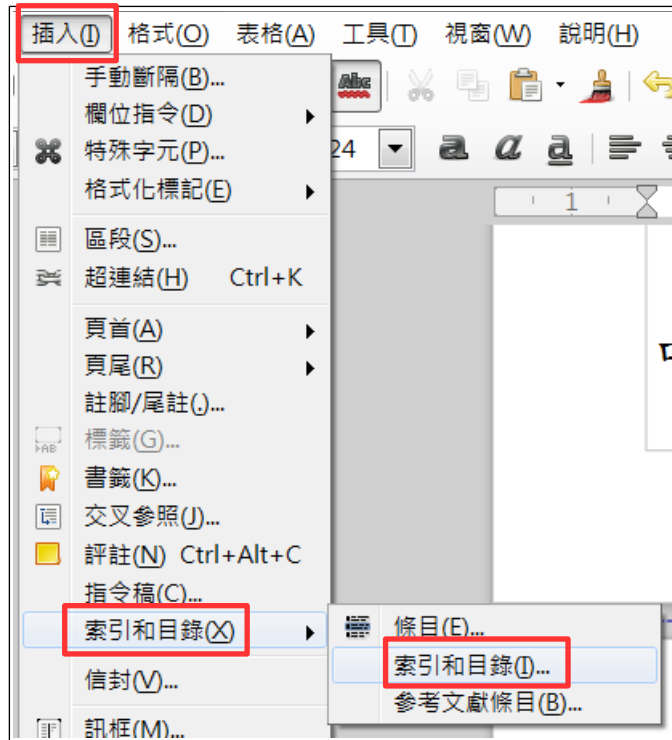 插入(I) 格式(O) 表格(A) 工具(T) 視窗(W) 說明(H)
手動斷隔(B)...
Abc
欄位指令(D)
特殊字元(P)...
24
a a a
格式化標記(E)
1
區段(S)...
超連結(H) Ctrl+K
頁首(A)
頁尾(R)
註腳/尾註(.)...
標籤(G)...
AB
書籤(K)...
交叉參照(J)...
評註(N) Ctrl+Alt+C
指令稿(C)...
索引和目錄(X)
條目(E)...
索引和目錄(I)...
信封(V)...
參考文獻條目(B)...
訊框(M)...